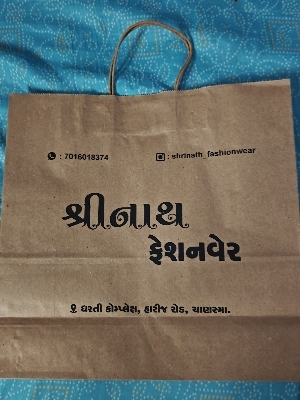 : 7016018374 : shrinath_fashionwear
શ્રીનાથ
ફેશનવેર
ધરતી કોમ્પ્લેક્ષ, હારીજ રોડ, ચાણસ્મા.